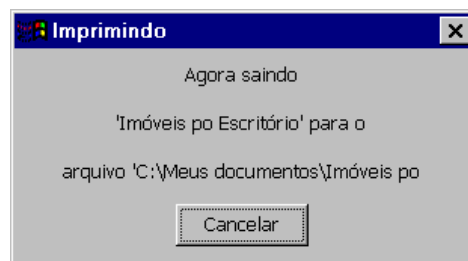 Imprimindo
Agora saindo
'Imóveis po Escritório' para o
arquivo 'C:\Meus documentos\Imóveis po
Cancelar